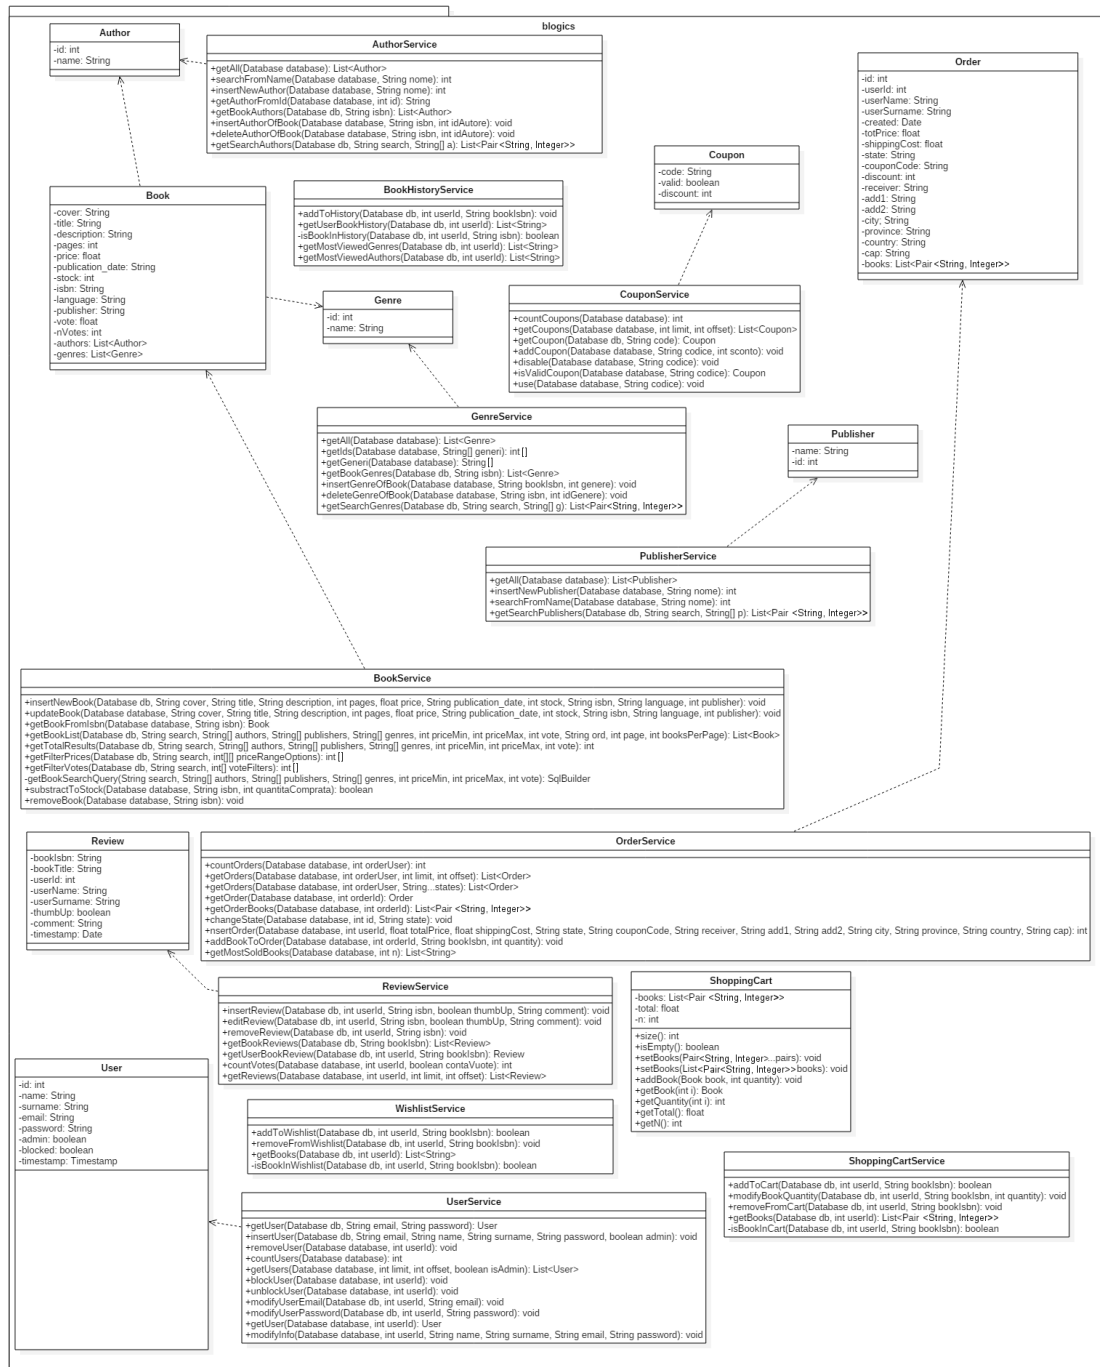 blogics
Author
-id: int
-name: String
AuthorService
+getAll(Database database): List<Author>
+searchFromName(Database database, String nome): int
+insertNewAuthor(Database database, String nome): int
+getAuthorFromId(Database database, int id): String
+getBookAuthors(Database db, String isbn): List<Author>
+insertAuthorOfBook(Database database, String isbn, int idAutore): void
+deleteAuthorOfBook(Database database, String isbn, int idAutore): void
+getSearchAuthors(Database db, String search, String[] a): List<Pair <String, Integer>>
Order
-id: int
-userId: int
-userName: String
-userSurname: String
-created: Date
-totPrice: float
-shippingCost: float
-state: String
-couponCode: String
-discount: int
-receiver: String
-add1: String
-add2: String
-city; String
-province: String
-country: String
-cap: String
-books: List<Pair <String, Integer>>
Coupon
-code: String
-valid: boolean
-discount: int
Book
-cover: String
-title: String
-description: String
-pages: int
-price: float
-publication_date: String
-stock: int
-isbn: String
-language: String
-publisher: String
-vote: float
-nVotes: int
-authors: List<Author>
-genres: List<Genre>
BookHistoryService
+addToHistory(Database db, int userId, String bookIsbn): void
+getUserBookHistory(Database db, int userId): List<String>
-isBookInHistory(Database db, int userId, String isbn): boolean
+getMostViewedGenres(Database db, int userId): List<String>
+getMostViewedAuthors(Database db, int userId): List<String>
Genre
-id: int
-name: String
CouponService
+countCoupons(Database database): int
+getCoupons(Database database, int limit, int offset): List<Coupon>
+getCoupon(Database db, String code): Coupon
+addCoupon(Database database, String codice, int sconto): void
+disable(Database database, String codice): void
+isValidCoupon(Database database, String codice): Coupon
+use(Database database, String codice): void
GenreService
+getAll(Database database): List<Genre>
+getIds(Database database, String[] generi): int[]
+getGeneri(Database database): String[]
+getBookGenres(Database db, String isbn): List<Genre>
+insertGenreOfBook(Database database, String bookIsbn, int genere): void
+deleteGenreOfBook(Database database, String isbn, int idGenere): void
+getSearchGenres(Database db, String search, String[] g): List<Pair<String, Integer>>
Publisher
-name: String
-id: int
PublisherService
+getAll(Database database): List<Publisher>
+insertNewPublisher(Database database, String nome): int
+searchFromName(Database database, String nome): int
+getSearchPublishers(Database db, String search, String[] p): List<Pair <String, Integer>>
BookService
+insertNewBook(Database db, String cover, String title, String description, int pages, float price, String publication_date, int stock, String isbn, String language, int publisher): void
+updateBook(Database database, String cover, String title, String description, int pages, float price, String publication_date, int stock, String isbn, String language, int publisher): void
+getBookFromIsbn(Database database, String isbn): Book
+getBookList(Database db, String search, String[] authors, String[] publishers, String[] genres, int priceMin, int priceMax, int vote, String ord, int page, int booksPerPage): List<Book>
+getTotalResults(Database db, String search, String[] authors, String[] publishers, String[] genres, int priceMin, int priceMax, int vote): int
+getFilterPrices(Database db, String search, int[][] priceRangeOptions): int[]
+getFilterVotes(Database db, String search, int[] voteFilters): int[]
-getBookSearchQuery(String search, String[] authors, String[] publishers, String[] genres, int priceMin, int priceMax, int vote): SqlBuilder
+substractToStock(Database database, String isbn, int quantitaComprata): boolean
+removeBook(Database database, String isbn): void
Review
-bookIsbn: String
-bookTitle: String
-userId: int
-userName: String
-userSurname: String
-thumbUp: boolean
-comment: String
-timestamp: Date
OrderService
+countOrders(Database database, int orderUser): int
+getOrders(Database database, int orderUser, int limit, int offset): List<Order>
+getOrders(Database database, int orderUser, String...states): List<Order>
+getOrder(Database database, int orderId): Order
+getOrderBooks(Database database, int orderId): List<Pair <String, Integer>>
+changeState(Database database, int id, String state): void
+nsertOrder(Database database, int userId, float totalPrice, float shippingCost, String state, String couponCode, String receiver, String add1, String add2, String city, String province, String country, String cap): int
+addBookToOrder(Database database, int orderId, String bookIsbn, int quantity): void
+getMostSoldBooks(Database database, int n): List<String>
ReviewService
+insertReview(Database db, int userId, String isbn, boolean thumbUp, String comment): void
+editReview(Database db, int userId, String isbn, boolean thumbUp, String comment): void
+removeReview(Database db, int userId, String isbn): void
+getBookReviews(Database db, String bookIsbn): List<Review>
+getUserBookReview(Database db, int userId, String bookIsbn): Review
+countVotes(Database database, int userId, boolean contaVuote): int
+getReviews(Database database, int userId, int limit, int offset): List<Review>
ShoppingCart
-books: List<Pair <String, Integer>>
-total: float
-n: int
+size(): int
+isEmpty(): boolean
+setBooks(Pair<String, Integer>...pairs): void
+setBooks(List<Pair<String, Integer>>books): void
+addBook(Book book, int quantity): void
+getBook(int i): Book
+getQuantity(int i): int
+getTotal(): float
+getN(): int
User
-id: int
-name: String
-surname: String
-email: String
-password: String
-admin: boolean
-blocked: boolean
-timestamp: Timestamp
WishlistService
+addToWishlist(Database db, int userId, String bookIsbn): boolean
+removeFromWishlist(Database db, int userId, String bookIsbn): void
+getBooks(Database db, int userId): List<String>
-isBookInWishlist(Database db, int userId, String bookIsbn): boolean
ShoppingCartService
+addToCart(Database db, int userId, String bookIsbn): boolean
+modifyBookQuantity(Database db, int userId, String bookIsbn, int quantity): void
+removeFromCart(Database db, int userId, String bookIsbn): void
+getBooks(Database db, int userId): List<Pair <String, Integer>>
-isBookInCart(Database db, int userId, String bookIsbn): boolean
UserService
+getUser(Database db, String email, String password): User
+insertUser(Database db, String email, String name, String surname, String password, boolean admin): void
+removeUser(Database database, int userId): void
+countUsers(Database database): int
+getUsers(Database database, int limit, int offset, boolean isAdmin): List<User>
+blockUser(Database database, int userId): void
+unblockUser(Database database, int userId): void
+modifyUserEmail(Database db, int userId, String email): void
+modifyUserPassword(Database db, int userId, String password): void
+getUser(Database database, int userId): User
+modifyInfo(Database database, int userId, String name, String surname, String email, String password): void